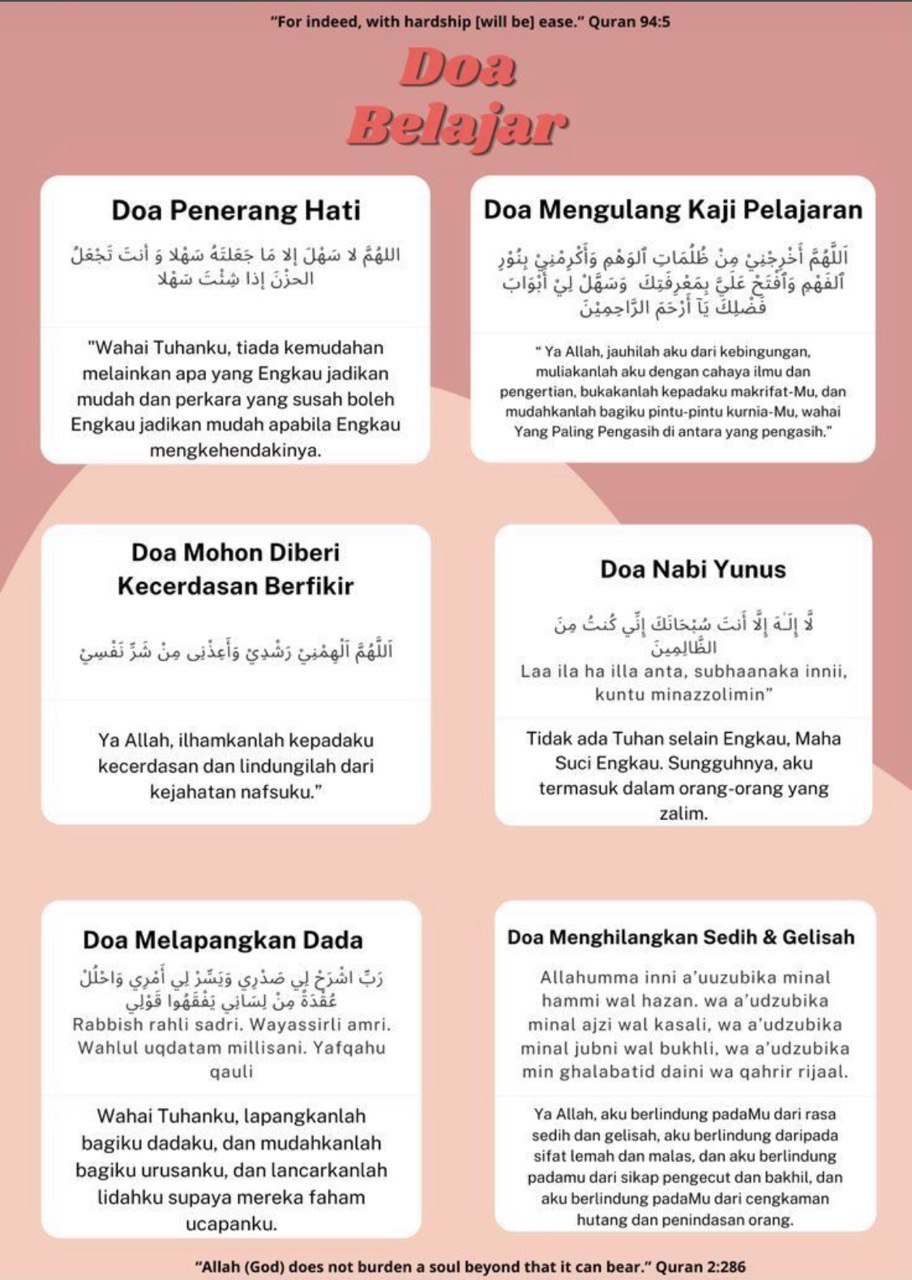 “For indeed, with hardship [will be] ease.” Quran 94:5
Doa
Belajar
Doa Penerang Hati
اللهُمَّ لا سَهْلَ إلا مَا جَعَلتَهُ سَهْلا وَ أنتَ تَجْعَلُ
الحزْنَ إذا شِئْتَ سَهْلا
"Wahai Tuhanku, tiada kemudahan
melainkan apa yang Engkau jadikan
mudah dan perkara yang susah boleh
Engkau jadikan mudah apabila Engkau
mengkehendakinya.
Doa Mengulang Kaji Pelajaran
اَللَّهُمَّ أَخْرِجْنِيْ مِنْ ظُلُمَاتِ ٱلوَهْمِ وَأَكْرِمْنِيْ بِنُوْرِ
ٱلفَهْمِ وَٱفْتَحْ عَلَيَّ بِمَعْرِفَتِكَ وَسَهَّلْ لِيْ أَبْوَابَ
فَضْلِكَ يَآ أَرْحَمَ الرَّاحِمِيْنَ
“ Ya Allah, jauhilah aku dari kebingungan,
muliakanlah aku dengan cahaya ilmu dan
pengertian, bukakanlah kepadaku makrifat-Mu, dan
mudahkanlah bagiku pintu-pintu kurnia-Mu, wahai
Yang Paling Pengasih di antara yang pengasih.”
Doa Mohon Diberi
Kecerdasan Berfikir
اَللَّهُمَّ اَلْهِمْنِيْ رَشْدِيْ وَأَعِذْنِى مِنْ شَرِّ نَفْسِيْ
Ya Allah, ilhamkanlah kepadaku
kecerdasan dan lindungilah dari
kejahatan nafsuku.”
Doa Nabi Yunus
لَّا إِلَـٰهَ إِلَّا أَنتَ سُبْحَانَكَ إِنِّي كُنتُ مِنَ
الظَّالِمِينَ
Laa ila ha illa anta, subhaanaka innii,
kuntu minazzolimin”
Tidak ada Tuhan selain Engkau, Maha
Suci Engkau. Sungguhnya, aku
termasuk dalam orang-orang yang
zalim.
Doa Melapangkan Dada
رَبِّ اشْرَحْ لِي صَدْرِي وَيَسِّرْ لِي أَمْرِي وَاحْلُلْ
عُقْدَةً مِنْ لِسَانِي يَفْقَهُوا قَوْلِي
Rabbish rahli sadri. Wayassirli amri.
Wahlul uqdatam millisani. Yafqahu
qauli
Wahai Tuhanku, lapangkanlah
bagiku dadaku, dan mudahkanlah
bagiku urusanku, dan lancarkanlah
lidahku supaya mereka faham
ucapanku.
Doa Menghilangkan Sedih & Gelisah
Allahumma inni a’uuzubika minal
hammi wal hazan. wa a’udzubika
minal ajzi wal kasali, wa a’udzubika
minal jubni wal bukhli, wa a’udzubika
min ghalabatid daini wa qahrir rijaal.
Ya Allah, aku berlindung padaMu dari rasa
sedih dan gelisah, aku berlindung daripada
sifat lemah dan malas, dan aku berlindung
padamu dari sikap pengecut dan bakhil, dan
aku berlindung padaMu dari cengkaman
hutang dan penindasan orang.
“Allah (God) does not burden a soul beyond that it can bear.” Quran 2:286